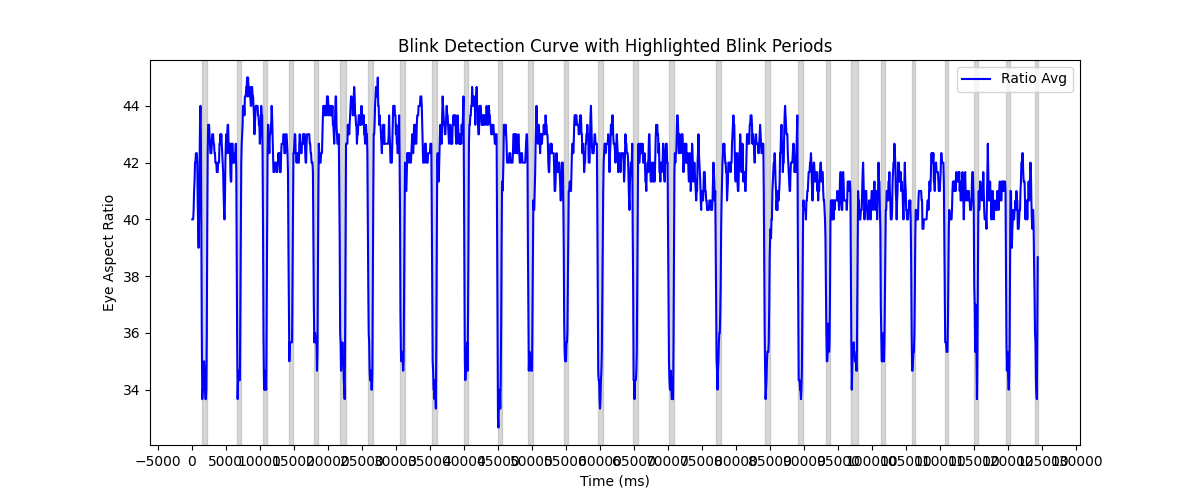 Blink Detection Curve with Highlighted Blink Periods
Ratio Avg
Eye Aspect Ratio
44
42
40
38
36
34
−5000 0 5000 10000 15000 20000 25000 30000 35000 40000 45000 50000 55000 60000 65000 70000 75000 80000 85000 90000 95000 100000 105000 110000 115000 120000 125000 130000
Time (ms)